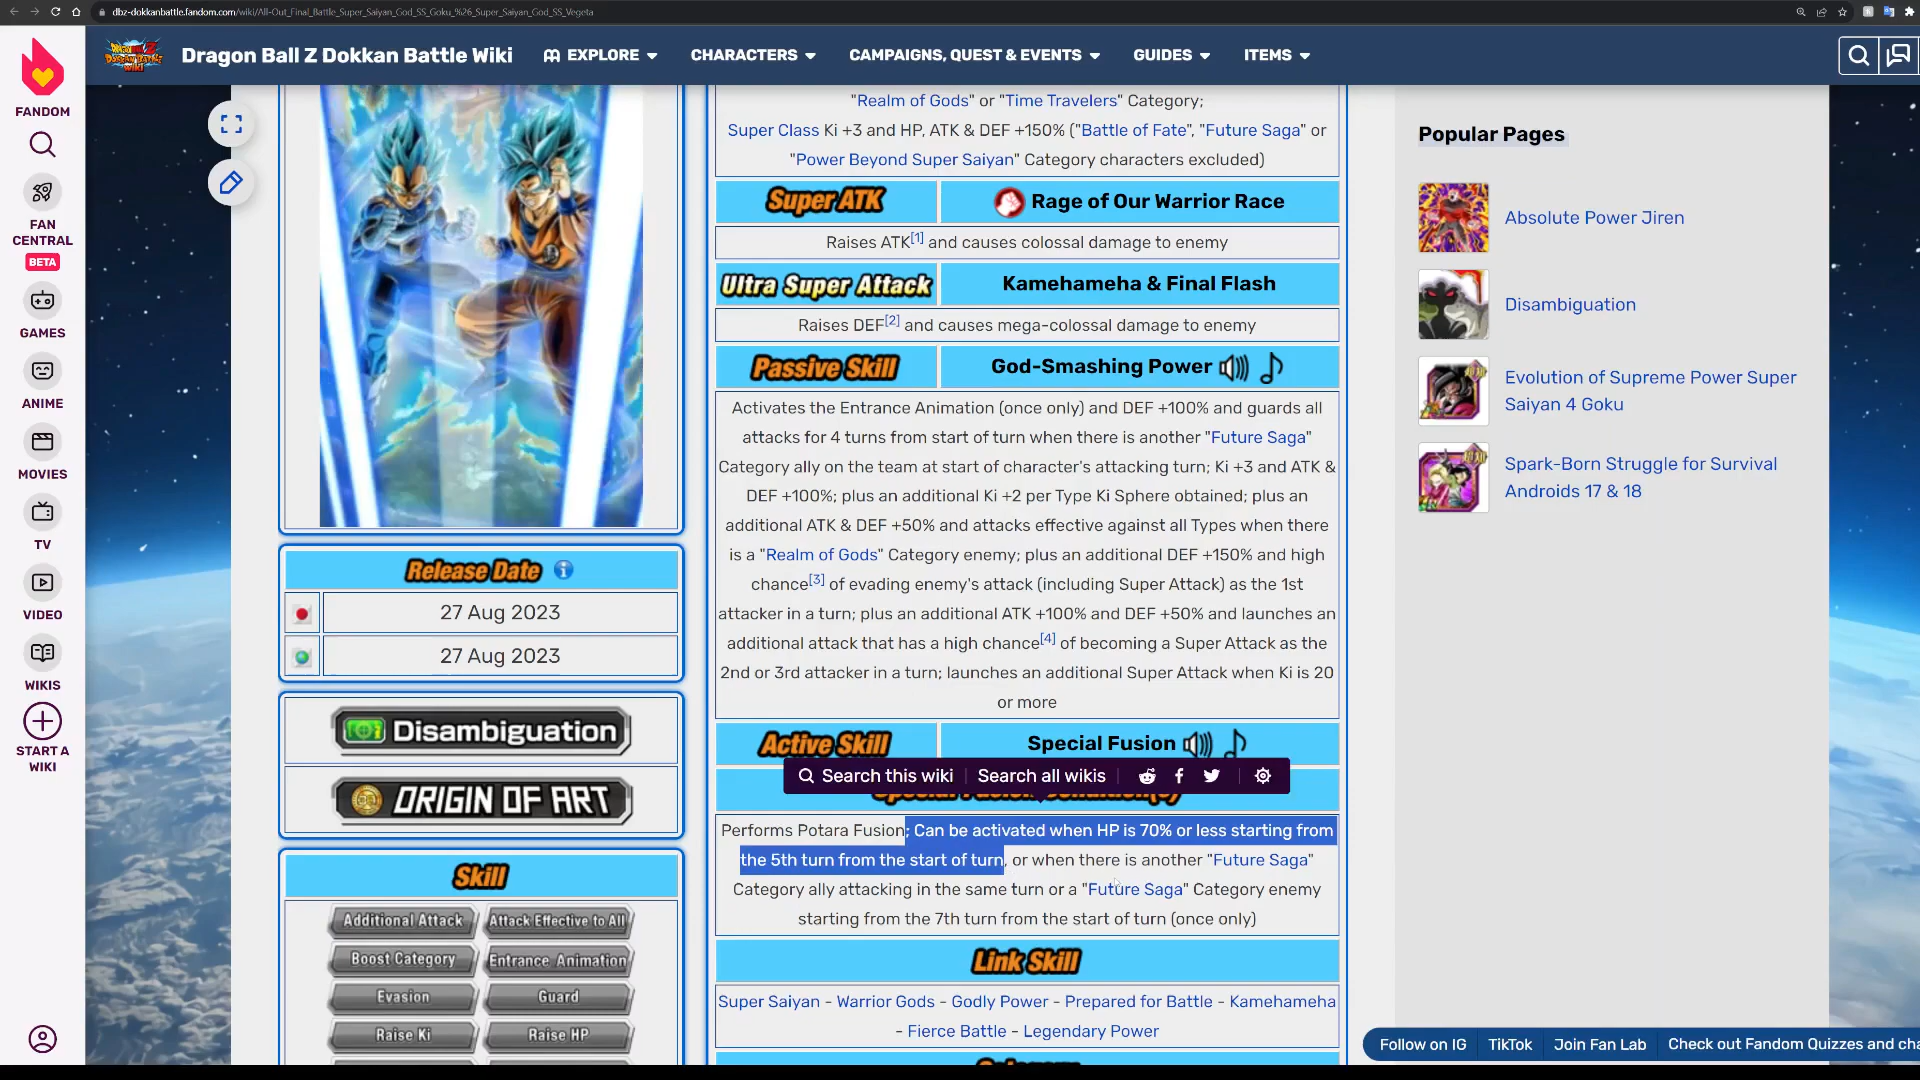 dbz-dokkanbattle.fandom.com/wiki/All-Out_Final_Battle_Super_Saiyan_God_SS_Goku_%26_Super_Saiyan_God_SS_Vegeta
Dragon Ball Z Dokkan Battle Wiki
EXPLORE
CHARACTERS
CAMPAIGNS, QUEST & EVENTS
GUIDES
ITEMS
FANDOM
FAN
CENTRAL
BETA
GAMES
ANIME
MOVIES
TV
VIDEO
WIKIS
START A
WIKI
Release Date
27 Aug 2023
27 Aug 2023
Disambiguation
ORIGIN OF ART
Skill
Additional Attack
Attack Effective to All
Boost Category
Entrance Animation
Evasion
Guard
Raise Ki
Raise HP
"Realm of Gods" or "Time Travelers" Category;
Super Class Ki +3 and HP, ATK & DEF +150% ("Battle of Fate", "Future Saga" or
"Power Beyond Super Saiyan" Category characters excluded)
Super ATK
Rage of Our Warrior Race
Raises ATK[1] and causes colossal damage to enemy
Ultra Super Attack
Kamehameha & Final Flash
Raises DEF[2] and causes mega-colossal damage to enemy
Passive Skill
God-Smashing Power
Activates the Entrance Animation (once only) and DEF +100% and guards all
attacks for 4 turns from start of turn when there is another "Future Saga"
Category ally on the team at start of character's attacking turn; Ki +3 and ATK &
DEF +100%; plus an additional Ki +2 per Type Ki Sphere obtained; plus an
additional ATK & DEF +50% and attacks effective against all Types when there
is a "Realm of Gods" Category enemy; plus an additional DEF +150% and high
chance[3] of evading enemy's attack (including Super Attack) as the 1st
attacker in a turn; plus an additional ATK +100% and DEF +50% and launches an
additional attack that has a high chance[4] of becoming a Super Attack as the
2nd or 3rd attacker in a turn; launches an additional Super Attack when Ki is 20
or more
Active Skill
Special Fusion
Search this wiki
Search all wikis
Performs Potara Fusion; Can be activated when HP is 70% or less starting from
the 5th turn from the start of turn, or when there is another "Future Saga"
Category ally attacking in the same turn or a "Future Saga" Category enemy
starting from the 7th turn from the start of turn (once only)
Link Skill
Super Saiyan - Warrior Gods - Godly Power - Prepared for Battle - Kamehameha
- Fierce Battle - Legendary Power
Popular Pages
Absolute Power Jiren
Disambiguation
Evolution of Supreme Power Super
Saiyan 4 Goku
Spark-Born Struggle for Survival
Androids 17 & 18
Follow on IG
TikTok
Join Fan Lab
Check out Fandom Quizzes and cha